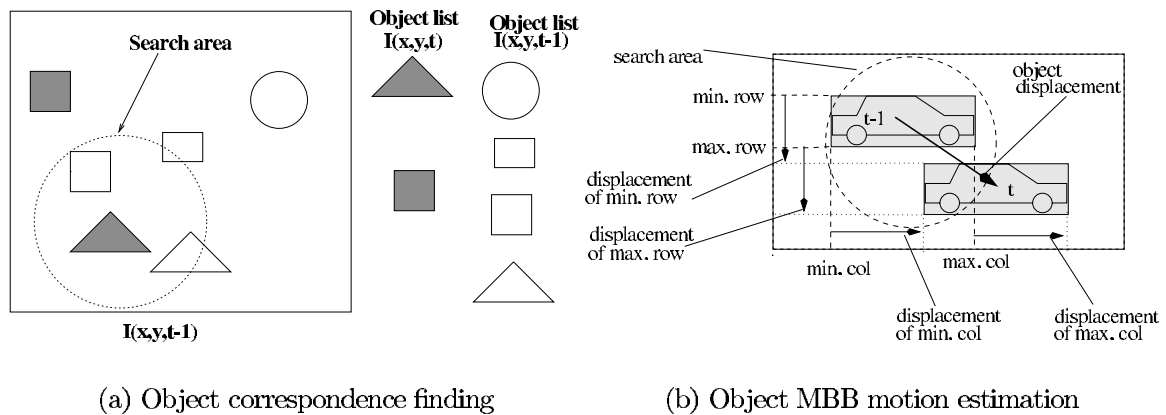 Search area
Object list
I(x,y,t)
Object list
I(x,y,t-1)
I(x,y,t-1)
(a) Object correspondence finding
search area
object
displacement
min. row
t-1
max. row
t
displacement
of min. row
displacement
of max. row
min. col
max. col
displacement
of min. col
displacement
of max. col
(b) Object MBB motion estimation